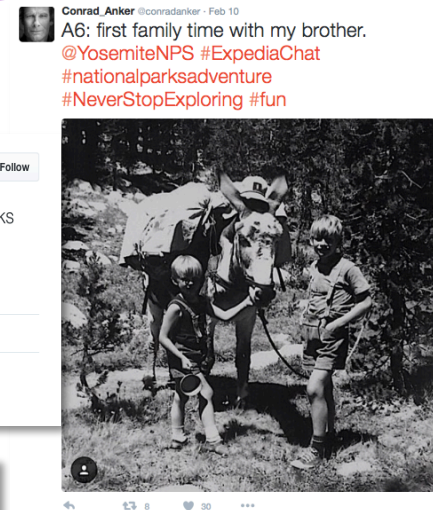 Conrad_Anker @conradanker · Feb 10
A6: first family time with my brother.
@YosemiteNPS #ExpediaChat
#nationalparksadventure
#NeverStopExploring #fun
Follow
KS
8 30